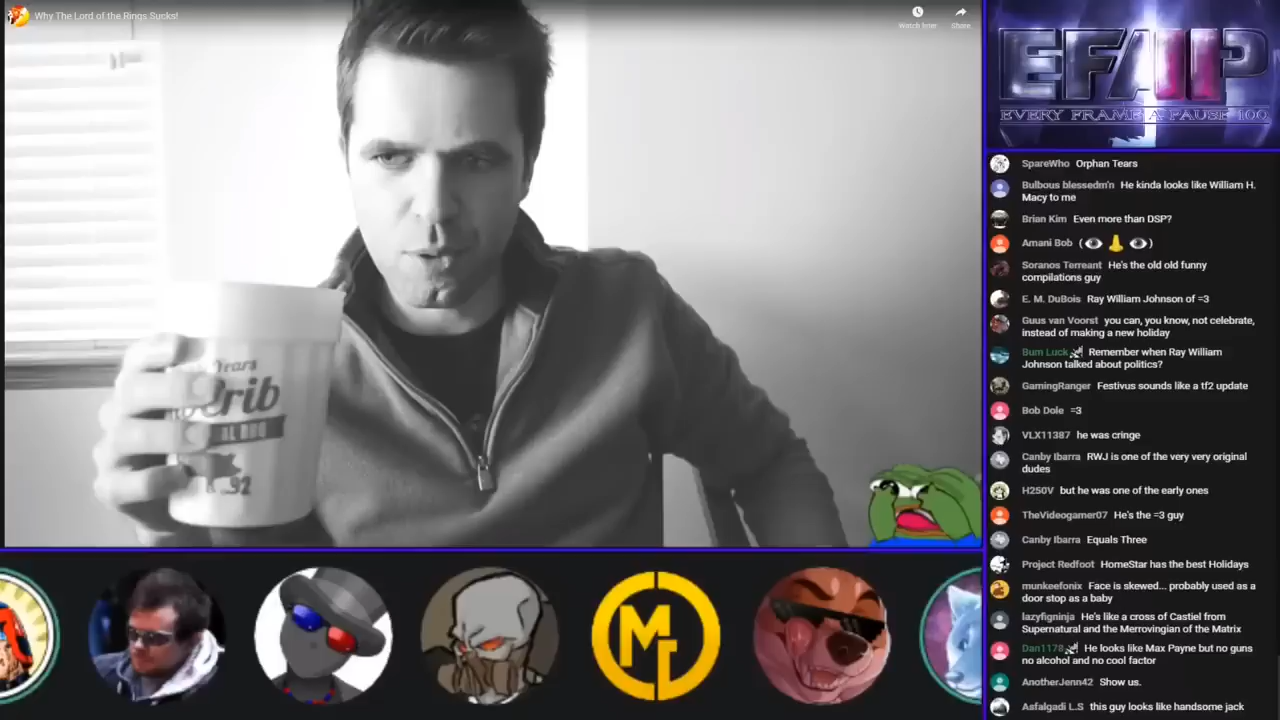 Why The Lord of the Rings Sucks!
Watch later
Share
Years
Crib
.92
EFAP
EVERY FRAME A PAUSE 100
SpareWho Orphan Tears
Bulbous blessedm'n He kinda looks like William H.
Macy to me
Brian Kim Even more than DSP?
Amani Bob (👁️👃👁️)
Soranos Terreant He's the old old funny
compilations guy
E. M. DuBois Ray William Johnson of =3
Guus van Voorst you can, you know, not celebrate,
instead of making a new holiday
Bum Luck Remember when Ray William
Johnson talked about politics?
GamingRanger Festivus sounds like a tf2 update
Bob Dole =3
VLX11387 he was cringe
Canby Ibarra RWJ is one of the very very original
dudes
H250V but he was one of the early ones
TheVideogamer07 He's the =3 guy
Canby Ibarra Equals Three
Project Redfoot HomeStar has the best Holidays
munkeefonix Face is skewed... probably used as a
door stop as a baby
lazyfigninja He's like a cross of Castiel from
Supernatural and the Merrovingian of the Matrix
Dan1178 He looks like Max Payne but no guns
no alcohol and no cool factor
AnotherJenn42 Show us.
Asfalgadi L.S this guy looks like handsome jack